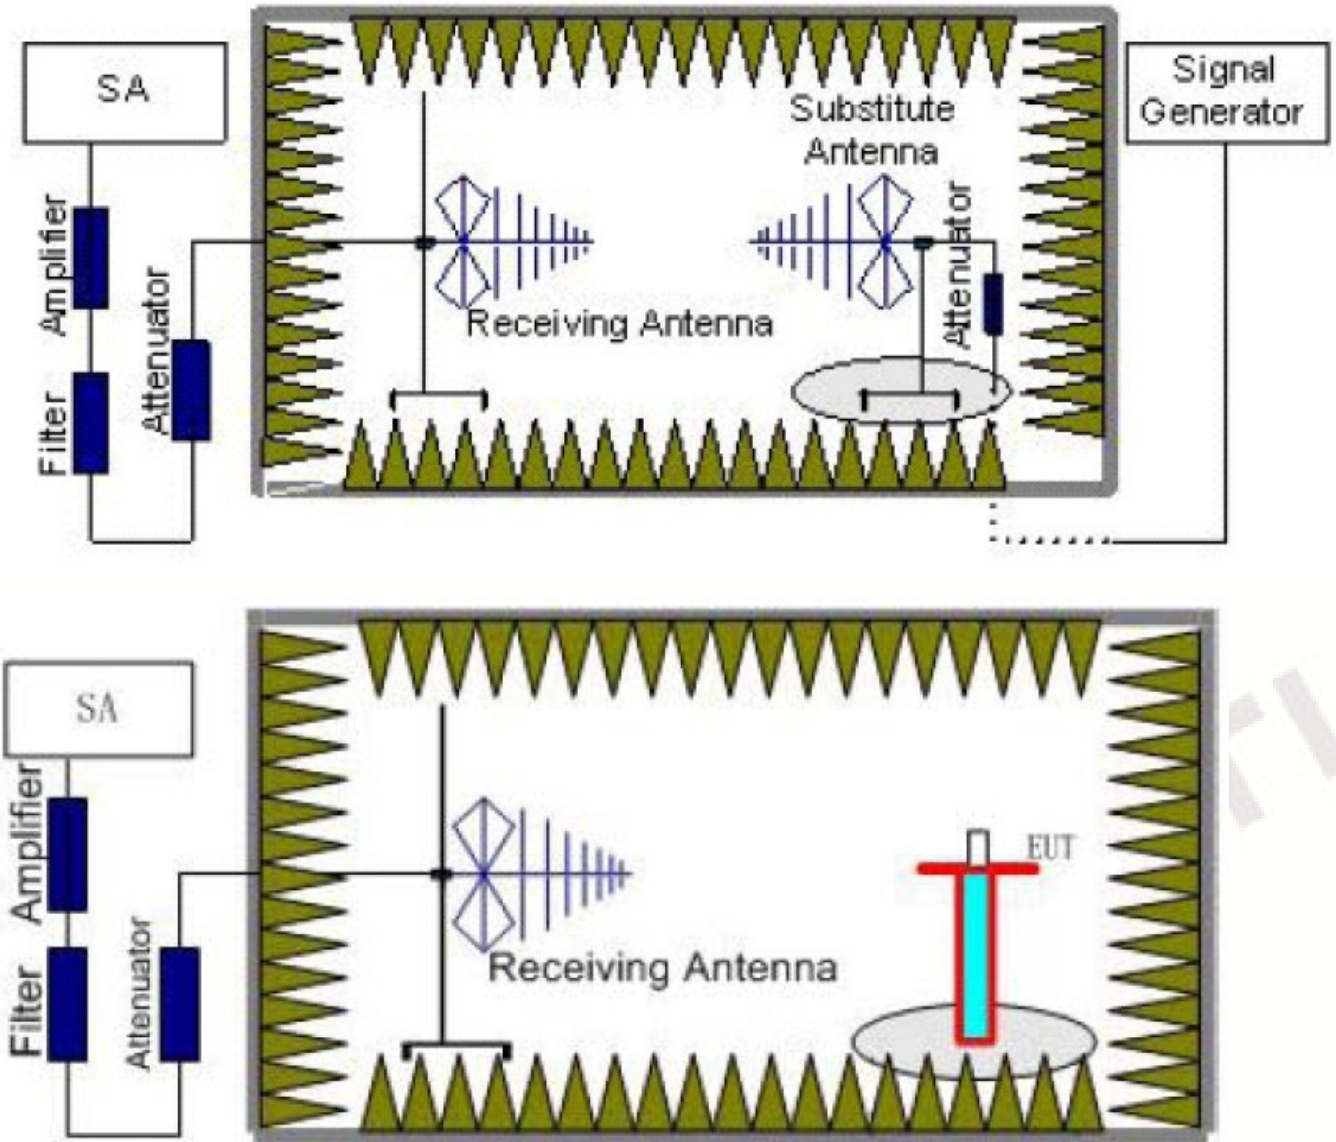 SA
Amplifier
Filter
Attenuator
Receiving Antenna
Substitute
Antenna
Attenuator
Signal
Generator
SA
Amplifier
Filter
Attenuator
Receiving Antenna
EUT